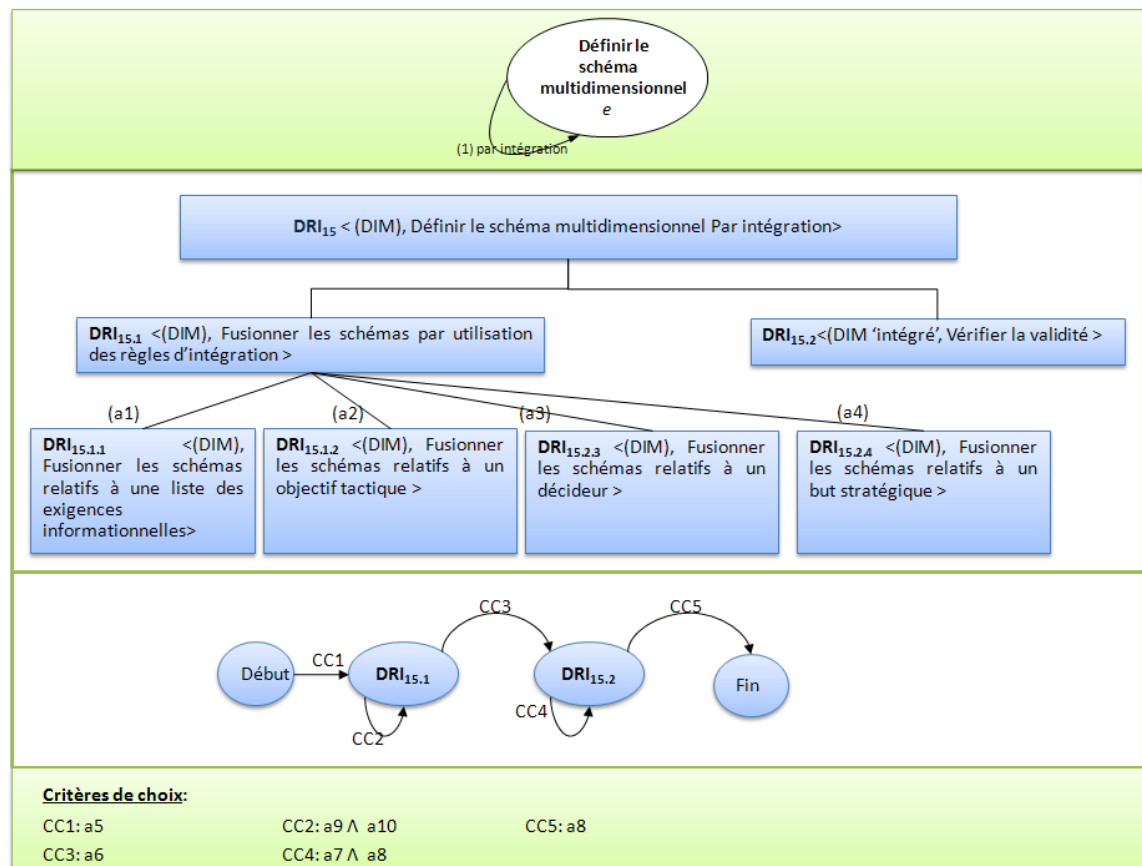 Définir le
schéma
multidimensionnel
e
(1) par intégration
DRI15 < (DIM), Définir le schéma multidimensionnel Par intégration>
DRI15.1 <(DIM), Fusionner les schémas par utilisation
des règles d'intégration >
DRI15.2<(DIM 'intégré', Vérifier la validité >
(a1)
(a2)
(a3)
(a4)
DRI15.1.1 <(DIM),
Fusionner les schémas
relatifs à une liste des
exigences
informationnelles>
DRI15.1.2 <(DIM), Fusionner
les schémas relatifs à un
objectif tactique >
DRI15.2.3 <(DIM), Fusionner
les schémas relatifs à un
décideur >
DRI15.2.4 <(DIM), Fusionner
les schémas relatifs à un
but stratégique >
Début
CC1
DRI15.1
CC2
CC3
DRI15.2
CC4
CC5
Fin
Critères de choix:
CC1: a5
CC2: a9 Λ a10
CC5: a8
CC3: a6
CC4: a7 Λ a8